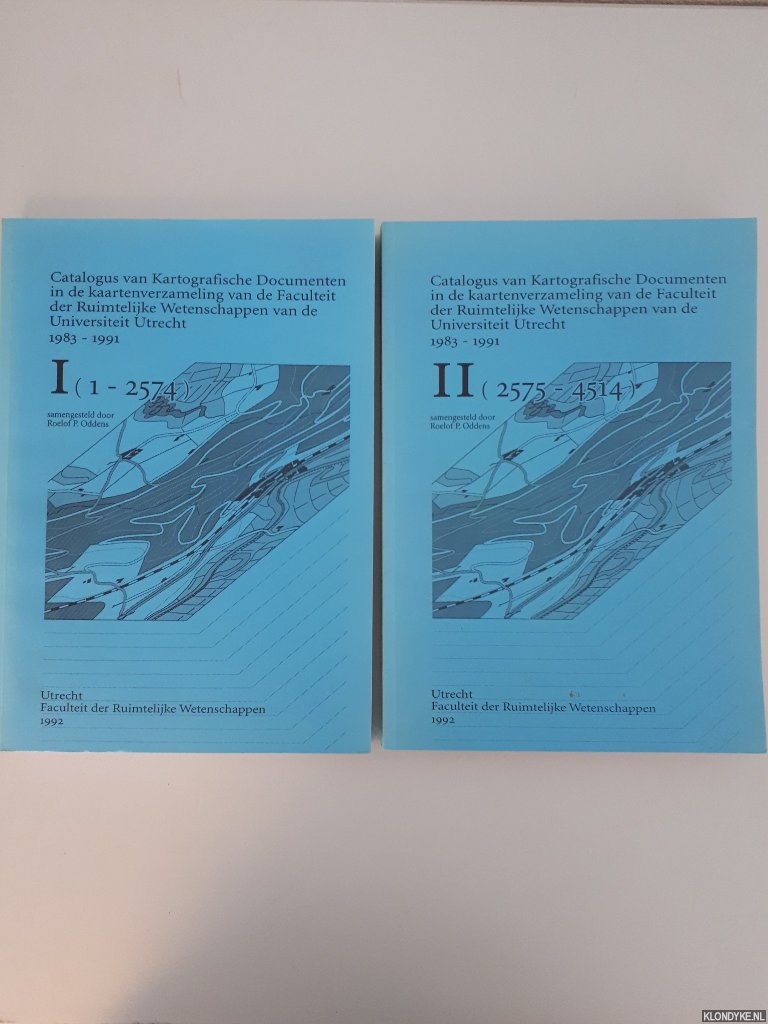 Catalogus van Kartografische Documenten
in de kaartenverzameling van de Faculteit
der Ruimtelijke Wetenschappen van de
Universiteit Utrecht
1983 - 1991
I ( 1 - 2574 )
samengesteld door
Roelof P. Oddens
Utrecht
Faculteit der Ruimtelijke Wetenschappen
1992
Catalogus van Kartografische Documenten
in de kaartenverzameling van de Faculteit
der Ruimtelijke Wetenschappen van de
Universiteit Utrecht
1983 - 1991
II ( 2575 - 4514 )
samengesteld door
Roelof P. Oddens
Utrecht
Faculteit der Ruimtelijke Wetenschappen
1992
KLONDYKE.NL